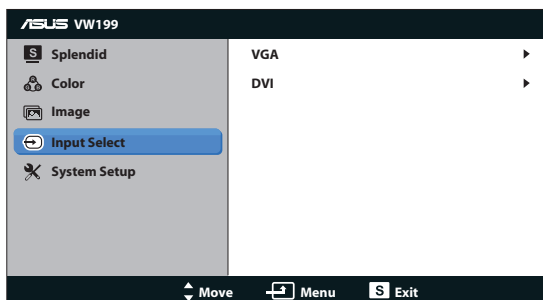 ASUS VW199
S Splendid
Color
Image
Input Select
System Setup
VGA
DVI
Move Menu S Exit